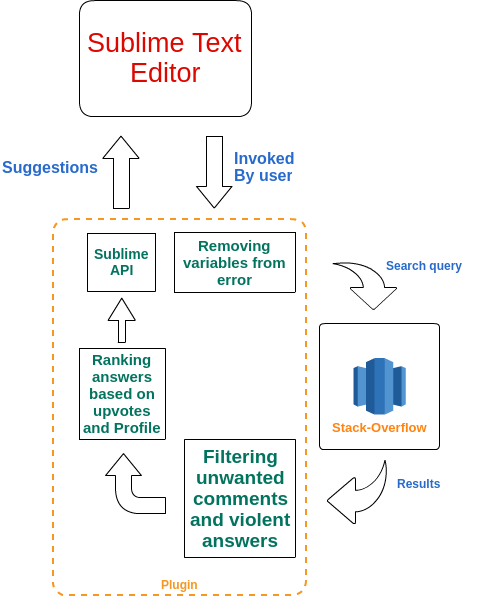 Sublime Text
Editor
Suggestions
Invoked
By user
Sublime
API
Removing
variables from
error
Search query
Ranking
answers
based on
upvotes
and Profile
Stack-Overflow
Filtering
unwanted
comments
and violent
answers
Results
Plugin